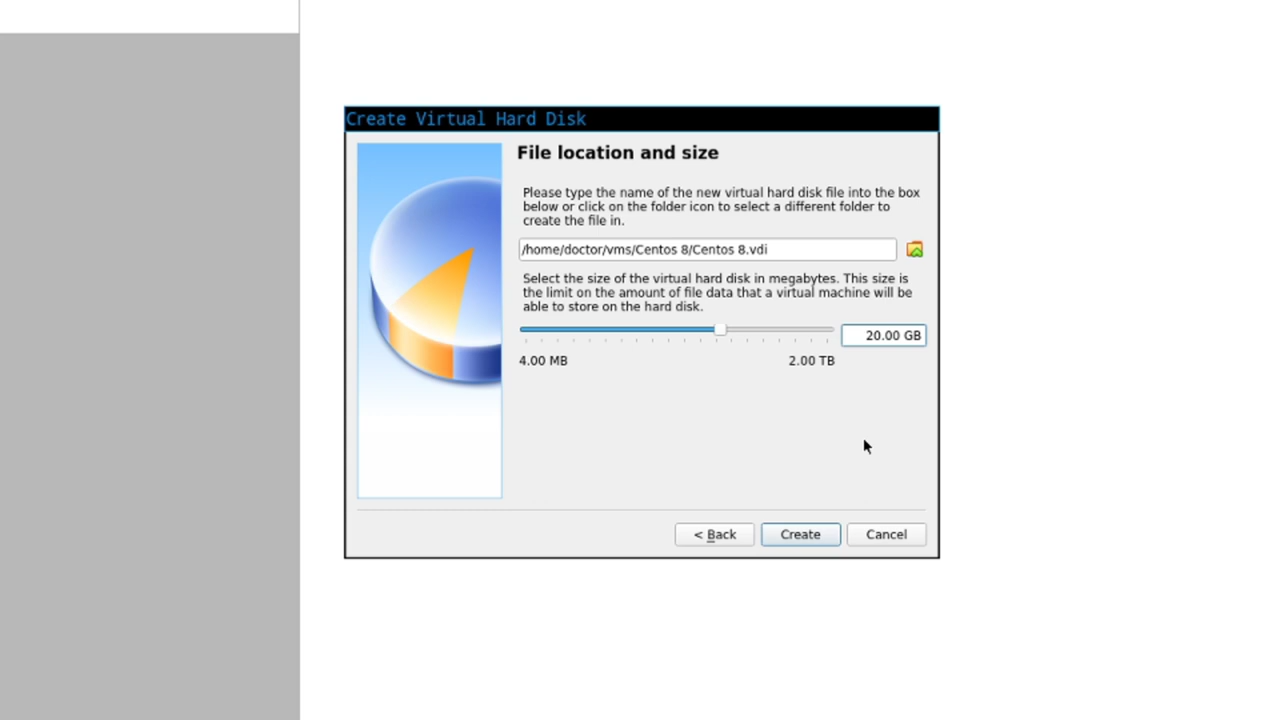 Create Virtual Hard Disk
File location and size
Please type the name of the new virtual hard disk file into the box
below or click on the folder icon to select a different folder to
create the file in.
/home/doctor/vms/Centos 8/Centos 8.vdi
Select the size of the virtual hard disk in megabytes. This size is
the limit on the amount of file data that a virtual machine will be
able to store on the hard disk.
20.00 GB
4.00 MB 2.00 TB
< Back Create Cancel